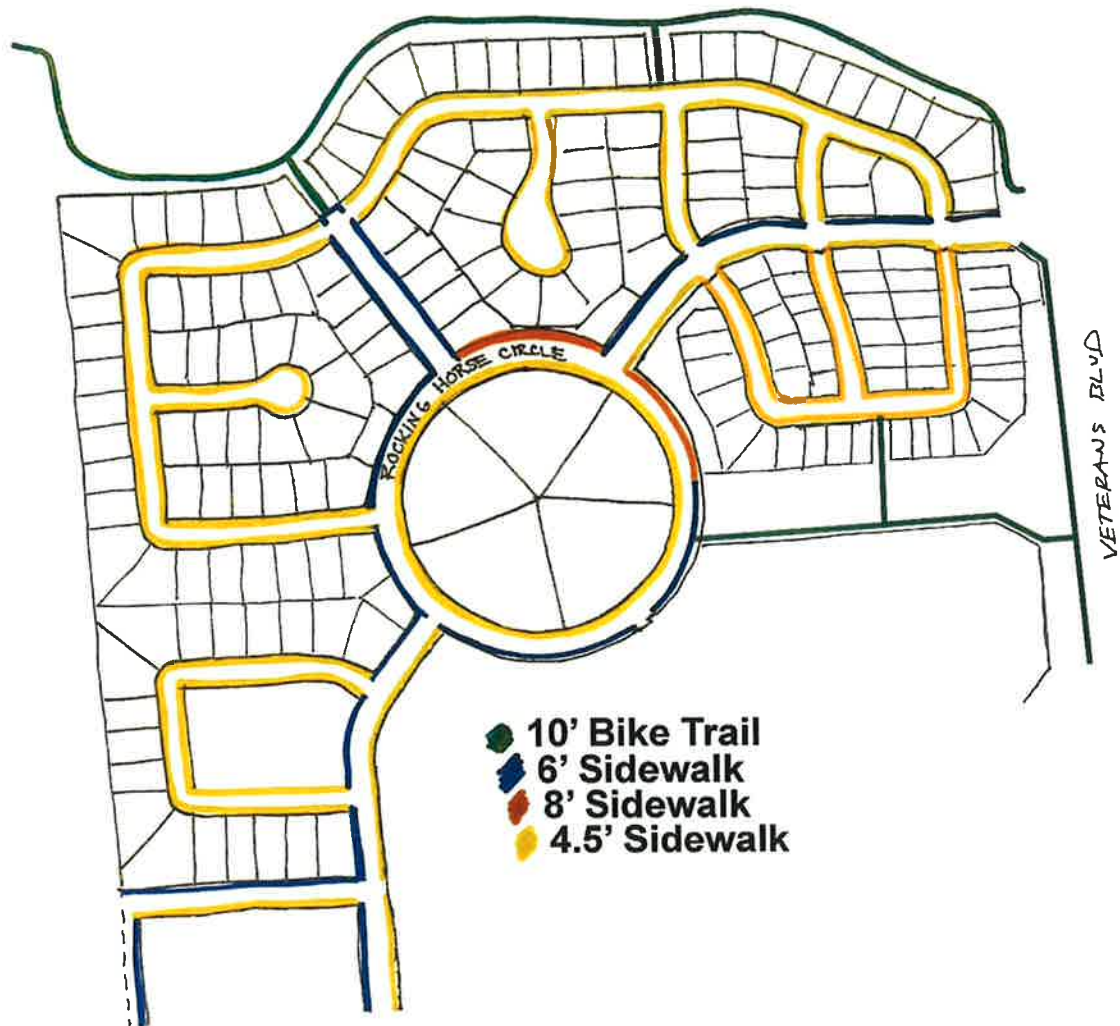 ROCKING HORSE CIRCLE
VETERANS BLVD
10' Bike Trail
6' Sidewalk
8' Sidewalk
4.5' Sidewalk